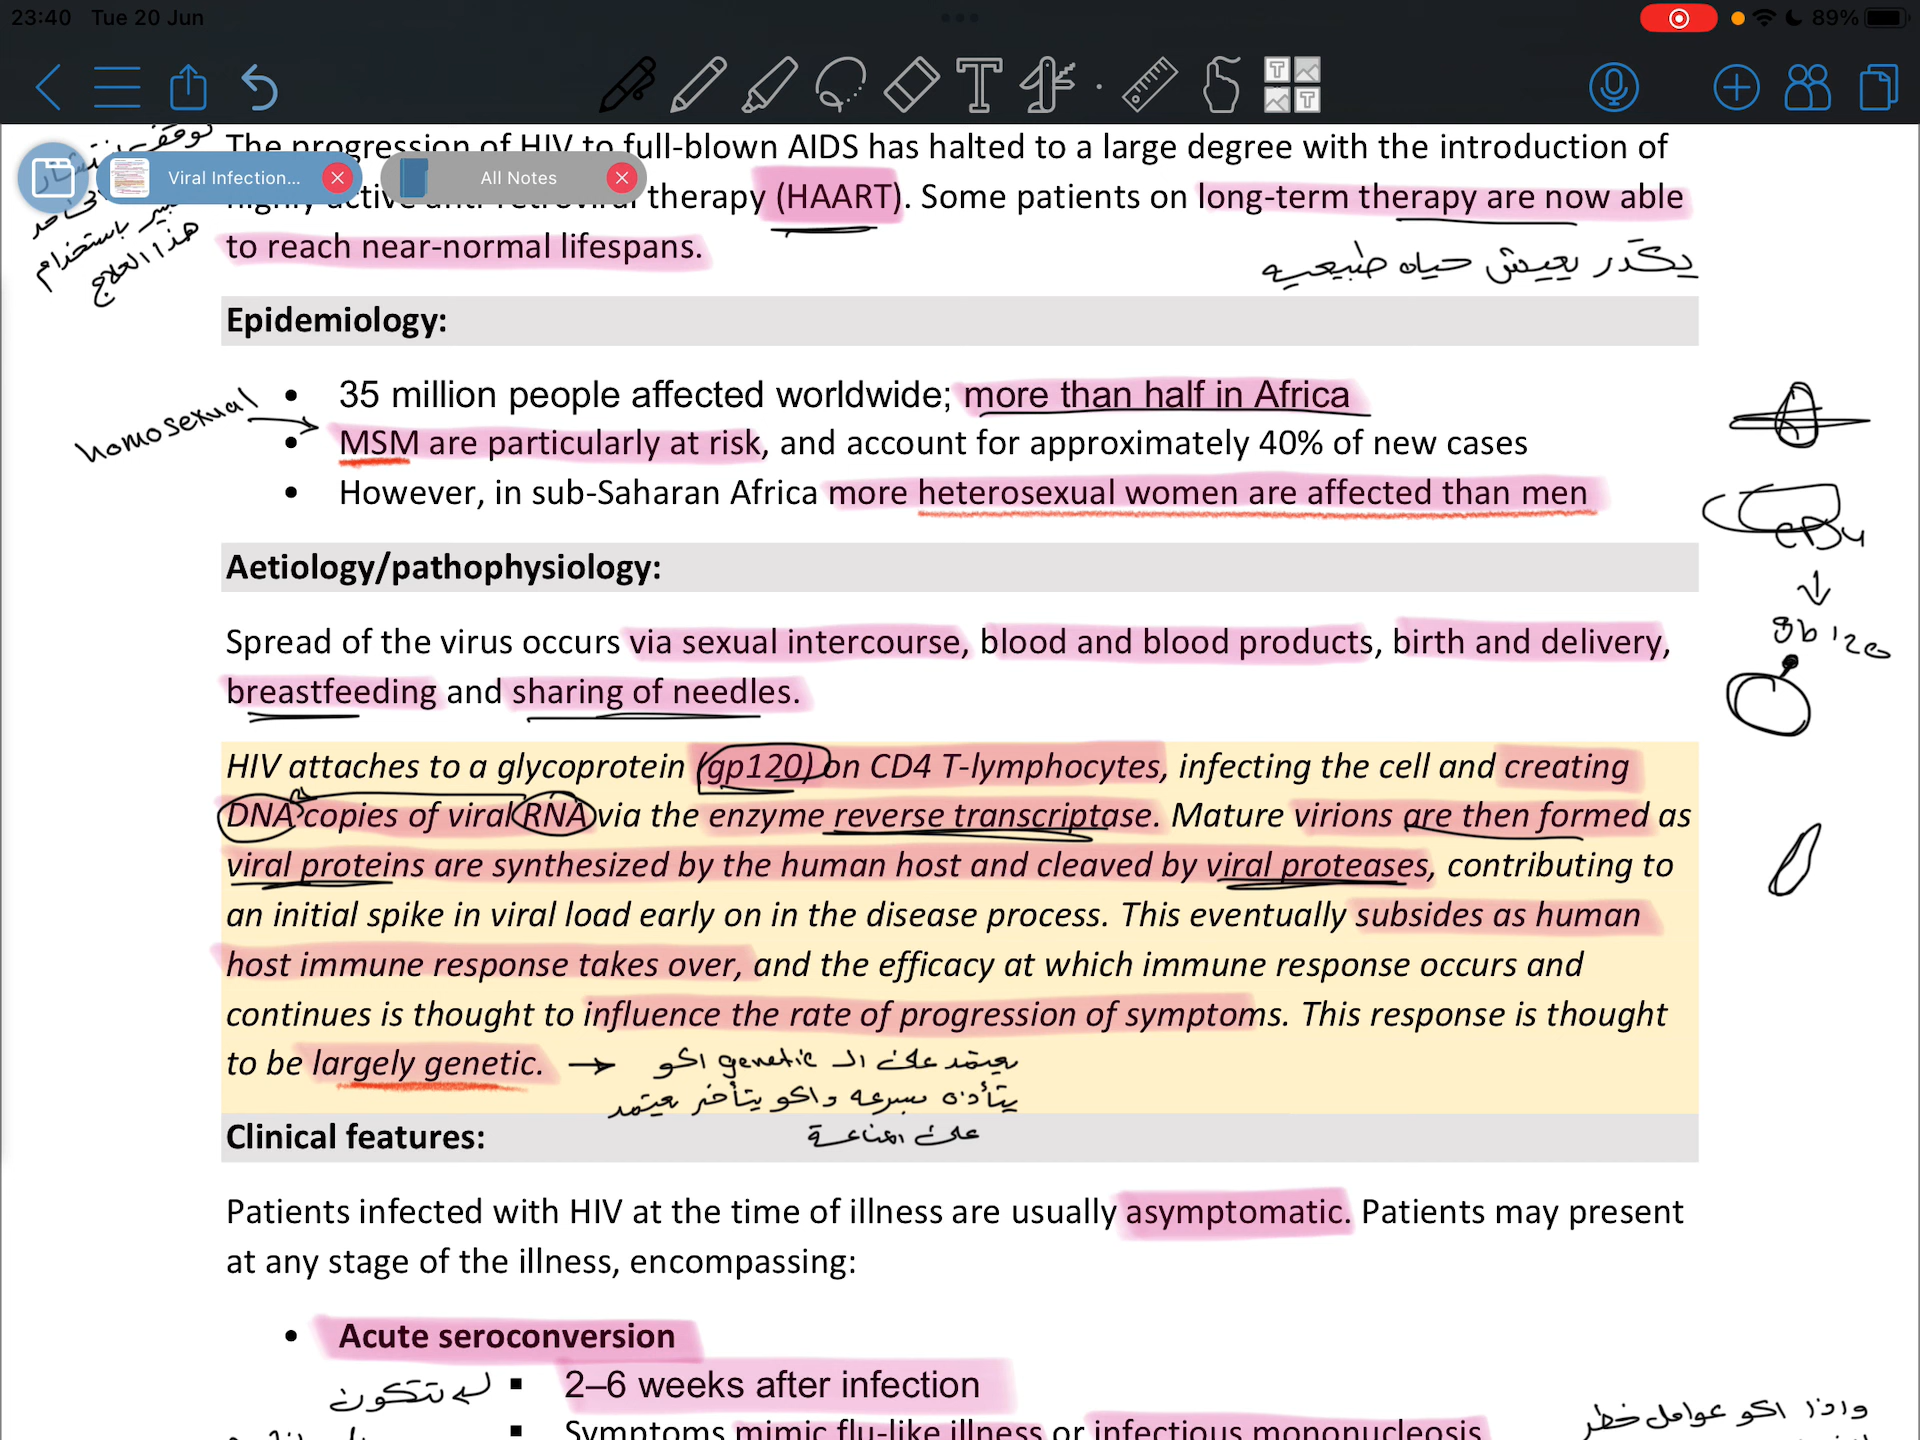 23:40 Tue 20 Jun 89%
Viral Infection... All Notes
The progression of HIV to full-blown AIDS has halted to a large degree with the introduction of
therapy (HAART). Some patients on long-term therapy are now able
to reach near-normal lifespans.
باستخدام
هذا العلاج
يكدر يعيش حياه طبيعيه
Epidemiology:
homosexual
• 35 million people affected worldwide; more than half in Africa
• MSM are particularly at risk, and account for approximately 40% of new cases
• However, in sub-Saharan Africa more heterosexual women are affected than men
CD4
Aetiology/pathophysiology:
Spread of the virus occurs via sexual intercourse, blood and blood products, birth and delivery,
breastfeeding and sharing of needles.
HIV attaches to a glycoprotein (gp120) on CD4 T-lymphocytes, infecting the cell and creating
DNA copies of viral RNA via the enzyme reverse transcriptase. Mature virions are then formed as
viral proteins are synthesized by the human host and cleaved by viral proteases, contributing to
an initial spike in viral load early on in the disease process. This eventually subsides as human
host immune response takes over, and the efficacy at which immune response occurs and
continues is thought to influence the rate of progression of symptoms. This response is thought
to be largely genetic.
يعتمد على الـ genetic اكو
بسرعه واكو يتأخر يعتمد
على المناعة
Clinical features:
Patients infected with HIV at the time of illness are usually asymptomatic. Patients may present
at any stage of the illness, encompassing:
• Acute seroconversion
▪ 2–6 weeks after infection
تتكون
▪ Symptoms mimic flu-like illness or infectious mononucleosis
واذا اكو عوامل خطر